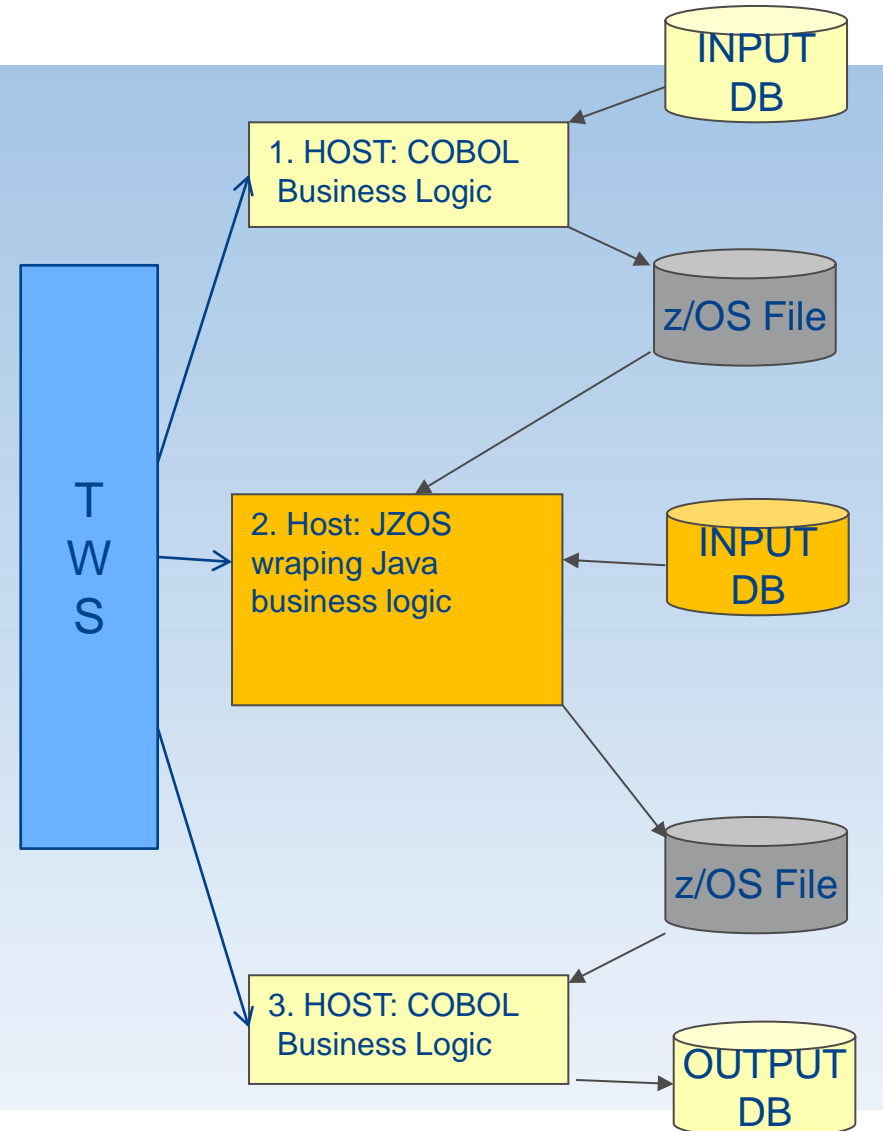 INPUT
DB
1. HOST: COBOL
Business Logic
z/OS File
T
W
S
2. Host: JZOS
wraping Java
business logic
INPUT
DB
z/OS File
3. HOST: COBOL
Business Logic
OUTPUT
DB